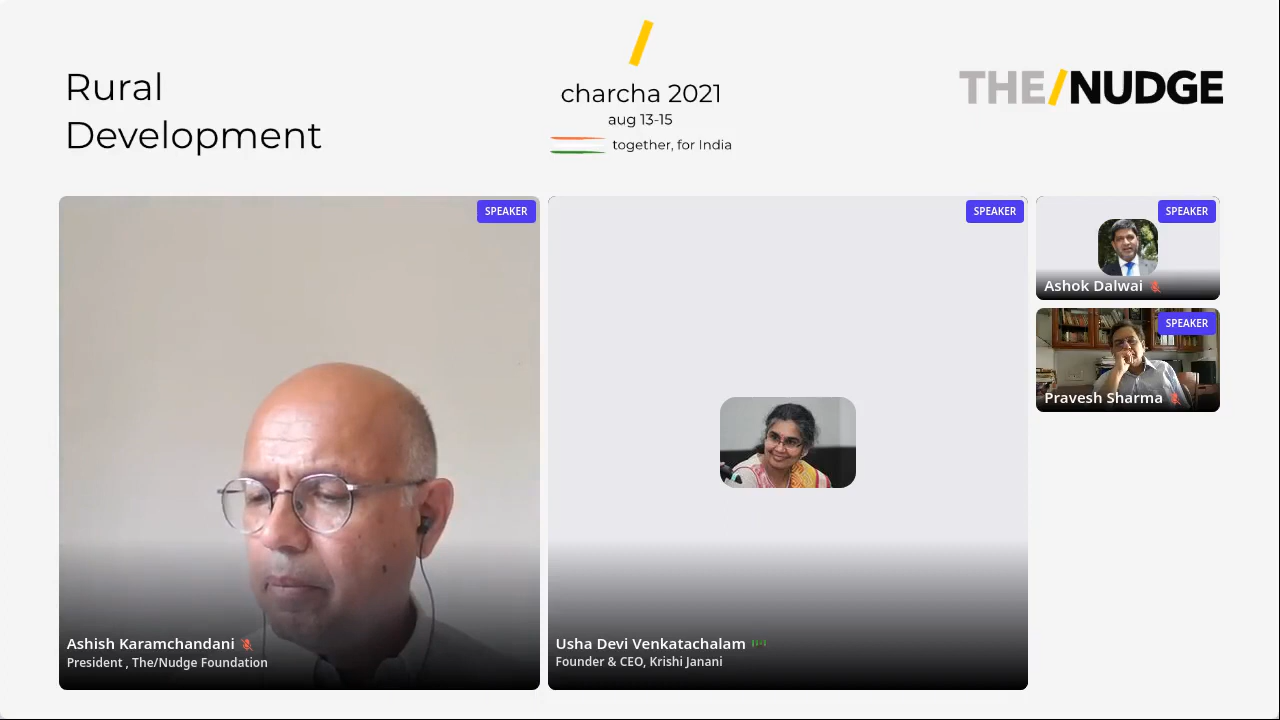 Rural
Development
charcha 2021
aug 13-15
together, for India
THE/NUDGE
SPEAKER
Ashish Karamchandani
President , The/Nudge Foundation
SPEAKER
Usha Devi Venkatachalam
Founder & CEO, Krishi Janani
SPEAKER
Ashok Dalwai
SPEAKER
Pravesh Sharma